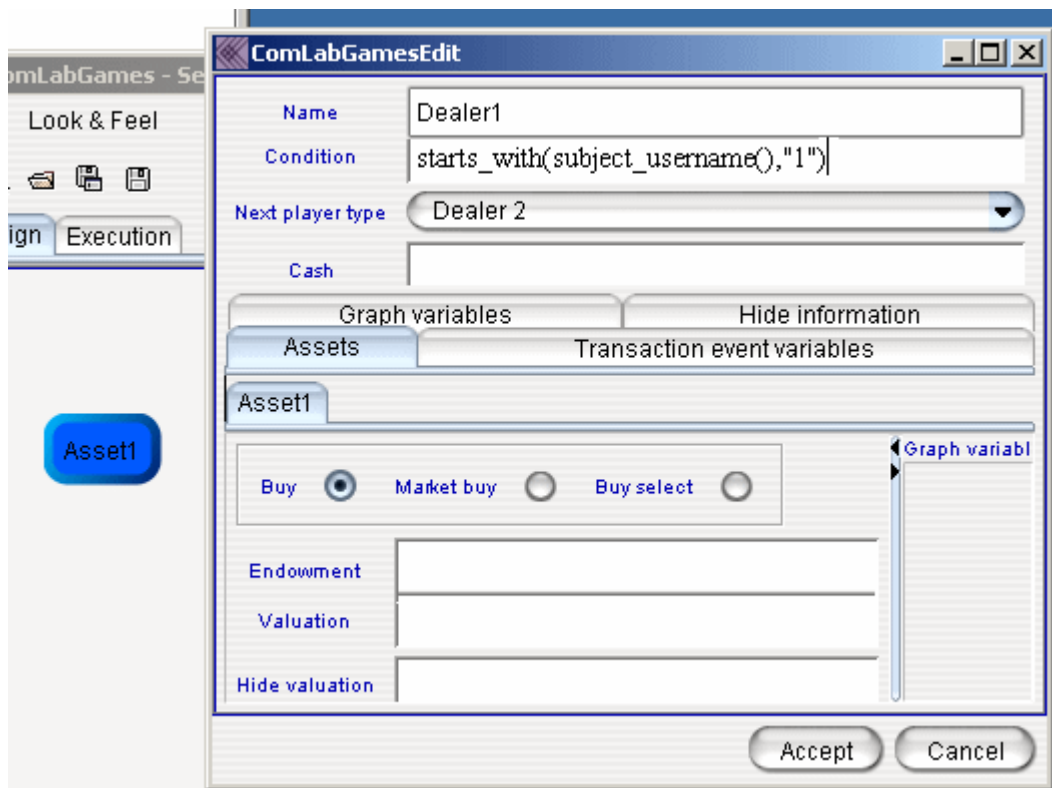 ComLabGamesEdit
omLabGames - Se
Look & Feel
ign Execution
Asset1
Name Dealer1
Condition starts_with(subject_username(),"1")
Next player type Dealer 2
Cash
Graph variables Hide information
Assets Transaction event variables
Asset1
Graph variabl
Buy Market buy Buy select
Endowment
Valuation
Hide valuation
Accept Cancel